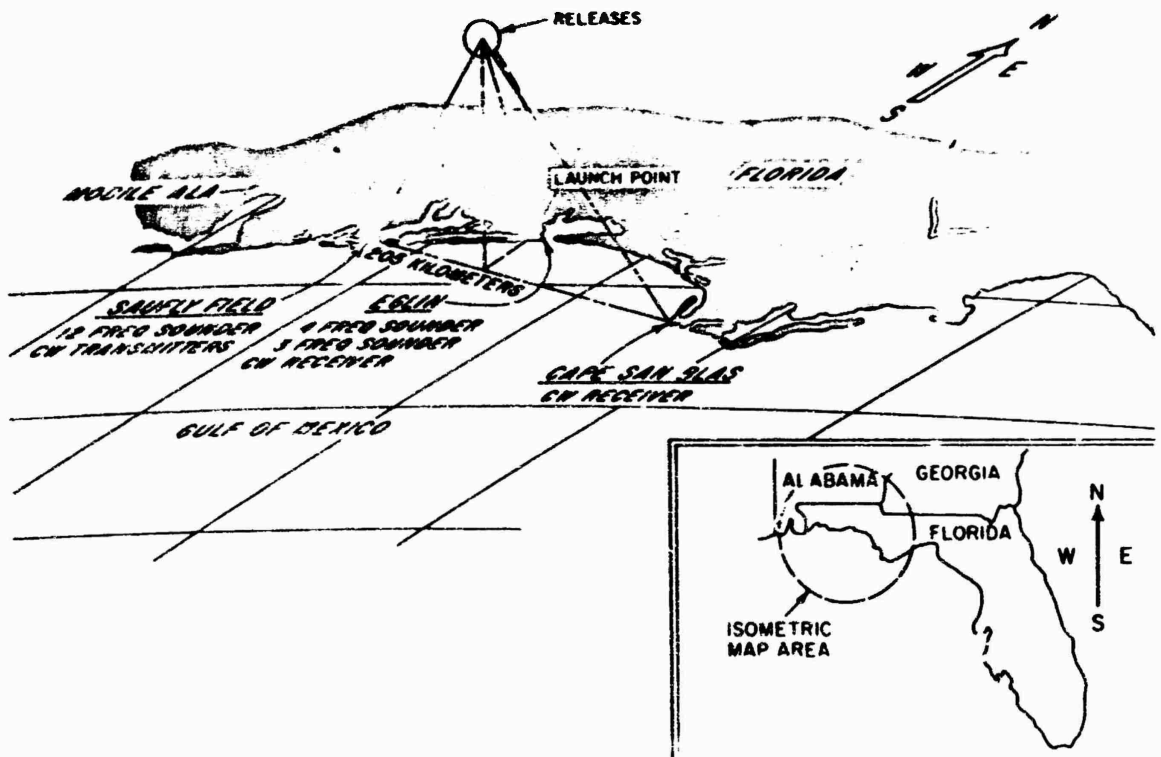 RELEASES
N
W E
S
MOBILE ALA
LAUNCH POINT
FLORIDA
205 KILOMETERS
SAUFLY FIELD
12 FREQ SOUNDER
CW TRANSMITTERS
EGLIN
4 FREQ SOUNDER
3 FREQ SOUNDER
CW RECEIVER
CAPE SAN BLAS
CW RECEIVER
GULF OF MEXICO
ALABAMA
GEORGIA
FLORIDA
N
W E
S
ISOMETRIC
MAP AREA